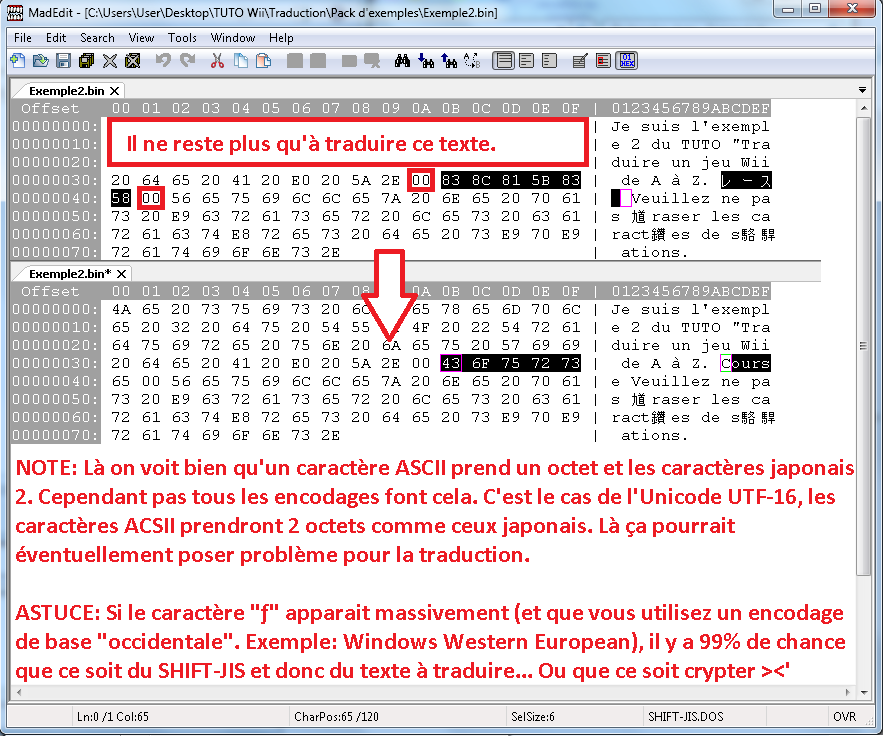 MadEdit - [C:\Users\User\Desktop\TUTO Wii\Traduction\Pack d'exemples\Exemple2.bin]
File Edit Search View Tools Window Help
Exemple2.bin
Offset 00 01 02 03 04 05 06 07 08 09 0A 0B 0C 0D 0E 0F | 0123456789ABCDEF
00000000: | Je suis l'exempl
Il ne reste plus qu'à traduire ce texte.
00000010: | e 2 du TUTO "Tra
00000020: | duire un jeu Wii
00000030: 20 64 65 20 41 20 E0 20 5A 2E 00 83 8C 81 5B 83 | de A à Z. レース
00000040: 58 00 56 65 75 69 6C 6C 65 7A 20 6E 65 20 70 61 | Veuillez ne pa
00000050: 73 20 E9 63 72 61 73 65 72 20 6C 65 73 20 63 61 | s 馗raser les ca
00000060: 72 61 63 74 E8 72 65 73 20 64 65 20 73 E9 70 E9 | ract鑽es de s駱駻
00000070: 72 61 74 69 6F 6E 73 2E | ations.
Exemple2.bin*
Offset 00 01 02 03 04 05 06 07 08 0A 0B 0C 0D 0E 0F | 0123456789ABCDEF
00000000: 4A 65 20 73 75 69 73 20 6C 65 78 65 6D 70 6C | Je suis l'exempl
00000010: 65 20 32 20 64 75 20 54 55 4F 20 22 54 72 61 | e 2 du TUTO "Tra
00000020: 64 75 69 72 65 20 75 6E 20 6A 65 75 20 57 69 69 | duire un jeu Wii
00000030: 20 64 65 20 41 20 E0 20 5A 2E 00 43 6F 75 72 73 | de A à Z. Cours
00000040: 65 00 56 65 75 69 6C 6C 65 7A 20 6E 65 20 70 61 | e Veuillez ne pa
00000050: 73 20 E9 63 72 61 73 65 72 20 6C 65 73 20 63 61 | s 馗raser les ca
00000060: 72 61 63 74 E8 72 65 73 20 64 65 20 73 E9 70 E9 | ract鑽es de s駱駻
00000070: 72 61 74 69 6F 6E 73 2E | ations.
NOTE: Là on voit bien qu'un caractère ASCII prend un octet et les caractères japonais
2. Cependant pas tous les encodages font cela. C'est le cas de l'Unicode UTF-16, les
caractères ACSII prendront 2 octets comme ceux japonais. Là ça pourrait
éventuellement poser problème pour la traduction.
ASTUCE: Si le caractère "ƒ" apparait massivement (et que vous utilisez un encodage
de base "occidentale". Exemple: Windows Western European), il y a 99% de chance
que ce soit du SHIFT-JIS et donc du texte à traduire... Ou que ce soit crypter ><'
Ln:0 /1 Col:65 CharPos:65 /120 SelSize:6 SHIFT-JIS.DOS OVR